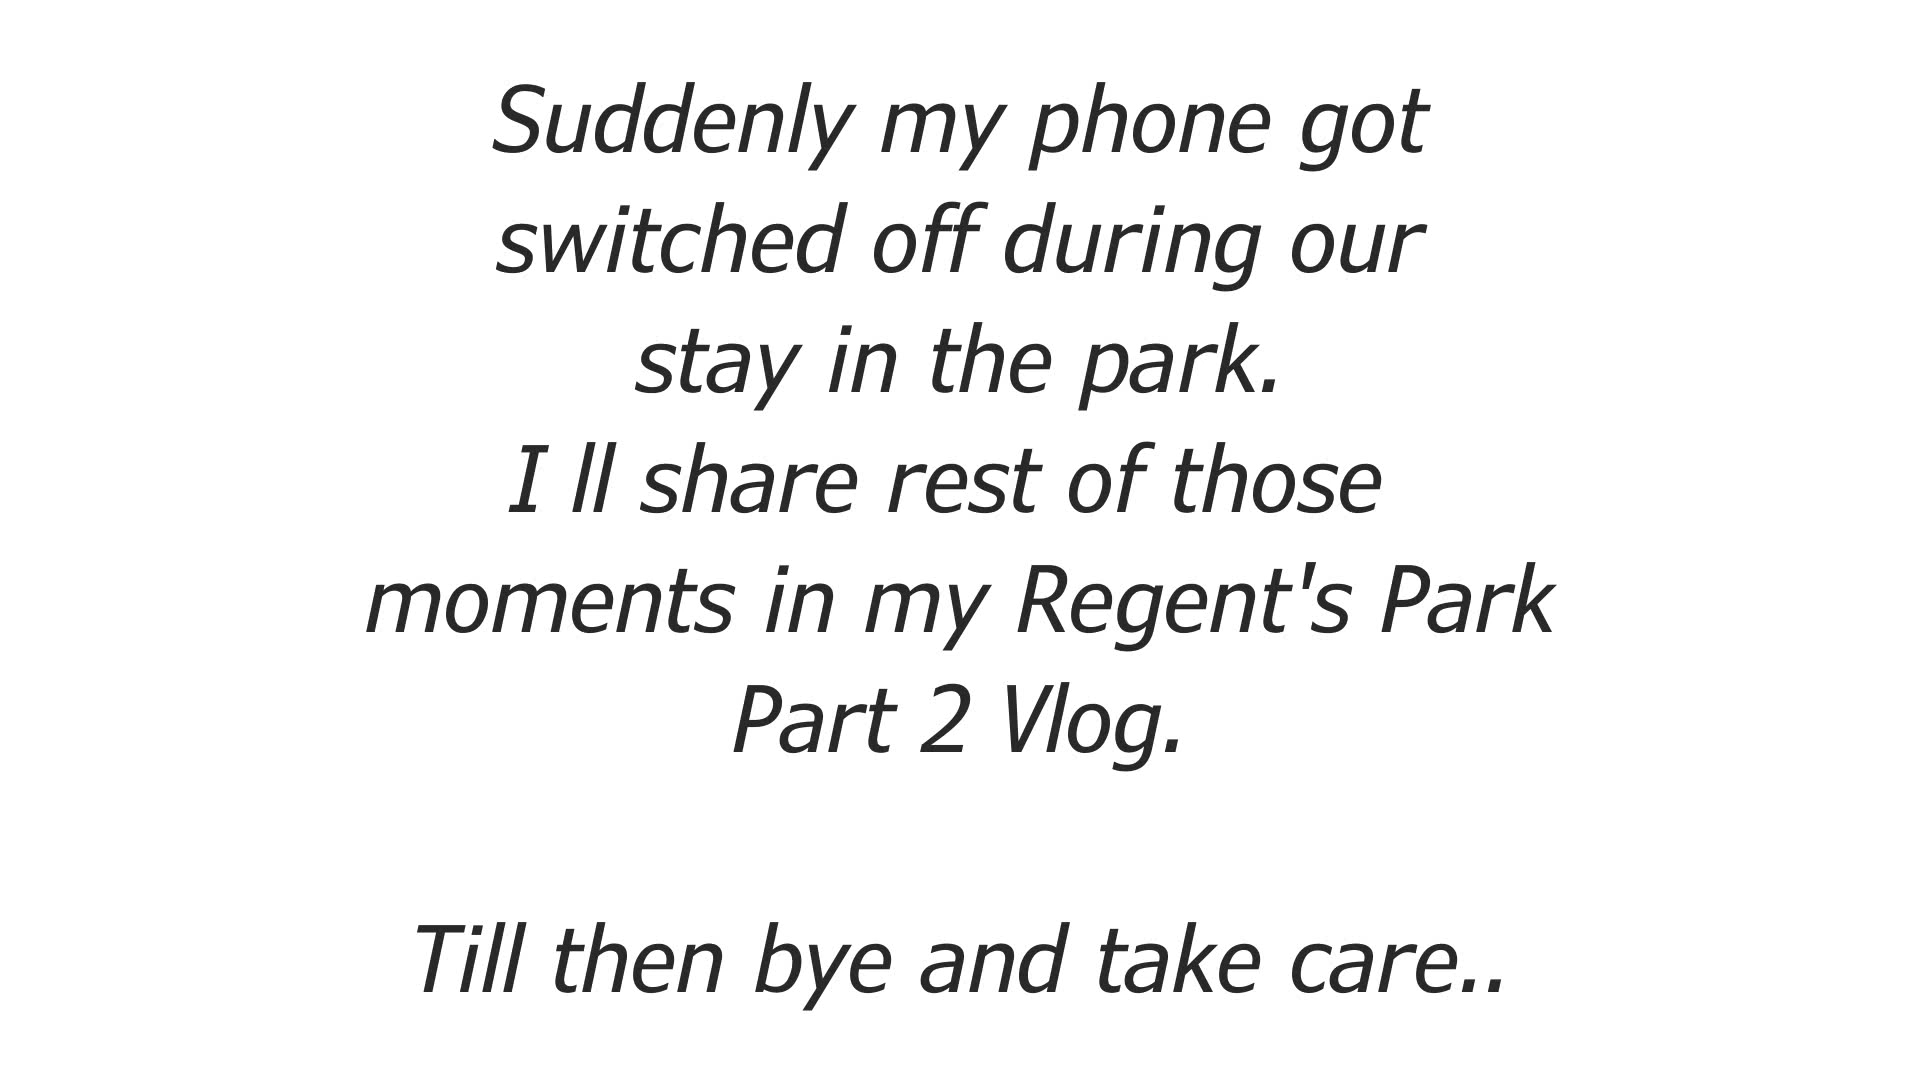 Suddenly my phone got
switched off during our
stay in the park.
I ll share rest of those
moments in my Regent's Park
Part 2 Vlog.
Till then bye and take care..